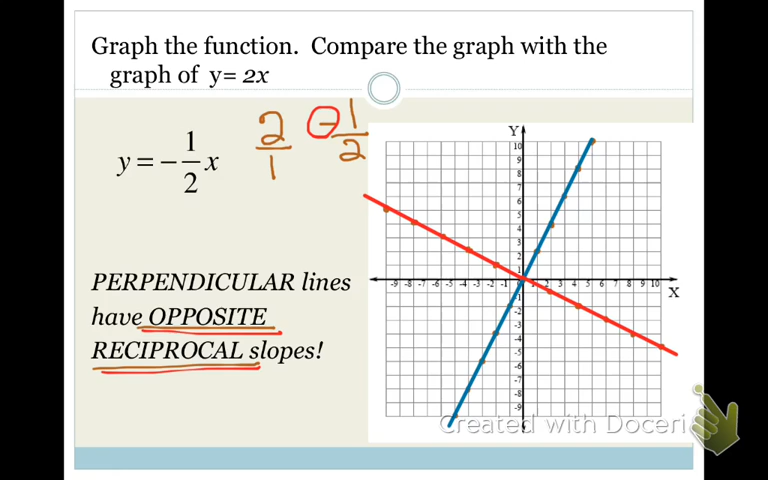 Graph the function. Compare the graph with the
graph of y= 2x
y = -1/2 x
2/1 -1/2
PERPENDICULAR lines
have OPPOSITE
RECIPROCAL slopes!
Y
10
9
8
7
6
5
4
3
2
1
-9 -8 -7 -6 -5 -4 -3 -2 -1 1 2 3 4 5 6 7 8 9 10
X
-1
-2
-3
-4
-5
-6
-7
-8
-9
Created with Doceri